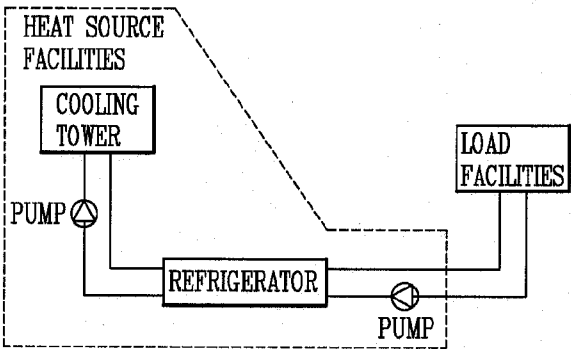 HEAT SOURCE
FACILITIES
COOLING
TOWER
LOAD
FACILITIES
PUMP
REFRIGERATOR
PUMP